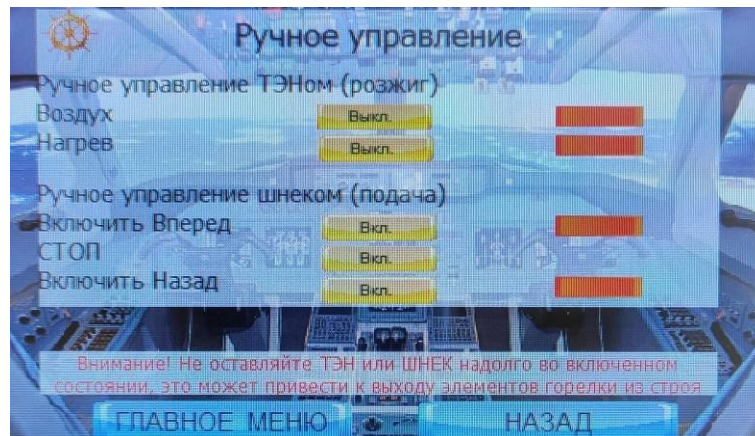 Ручное управление
Ручное управление ТЭНом (розжиг)
Воздух Выкл.
Нагрев Выкл.
Ручное управление шнеком (подача)
Включить Вперед Вкл.
СТОП Вкл.
Включить Назад Вкл.
Внимание! Не оставляйте ТЭН или ШНЕК надолго во включенном
состоянии, это может привести к выходу элементов горелки из строя
ГЛАВНОЕ МЕНЮ НАЗАД